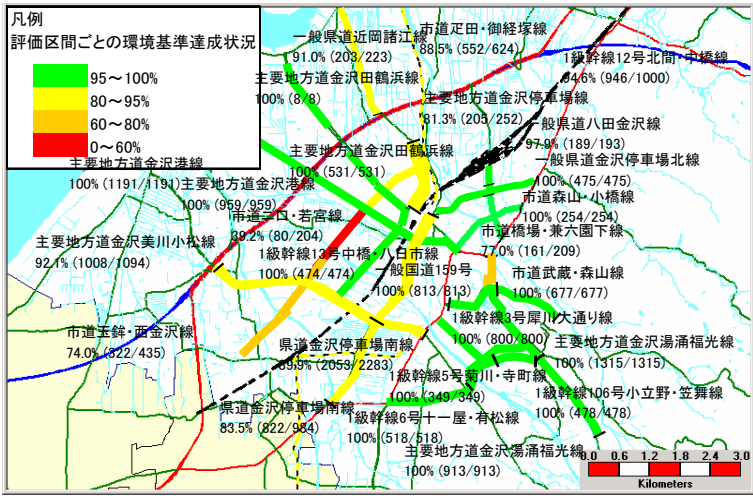 凡例
評価区間ごとの環境基準達成状況
95～100%
80～95%
60～80%
0～60%
一般県道近岡諸江線
91.0% (203/223)
市道疋田・御経塚線
88.5% (552/624)
1級幹線12号北間・中橋線
94.6% (946/1000)
主要地方道金沢田鶴浜線
100% (8/8)
主要地方道金沢停車場線
81.3% (205/252)
一般県道八田金沢線
97.9% (189/193)
主要地方道金沢田鶴浜線
100% (531/531)
一般県道金沢停車場北線
100% (475/475)
主要地方道金沢港線
100% (1191/1191)
主要地方道金沢港線
100% (959/959)
市道森山・小橋線
100% (254/254)
市道二口・若宮線
39.2% (80/204)
市道橋場・兼六園下線
77.0% (161/209)
主要地方道金沢美川小松線
92.1% (1008/1094)
1級幹線13号中橋・八日市線
100% (474/474)
一般国道159号
100% (813/813)
市道武蔵・森山線
100% (677/677)
1級幹線3号犀川大通り線
100% (800/800)
市道玉鉾・西金沢線
74.0% (322/435)
県道金沢停車場南線
89.9% (2053/2283)
主要地方道金沢湯涌福光線
100% (1315/1315)
1級幹線5号菊川・寺町線
100% (349/349)
1級幹線106号小立野・笠舞線
100% (478/478)
県道金沢停車場南線
83.5% (822/984)
1級幹線6号十一屋・有松線
100% (518/518)
主要地方道金沢湯涌福光線
100% (913/913)
0.0 0.6 1.2 1.8 2.4 3.0
Kilometers